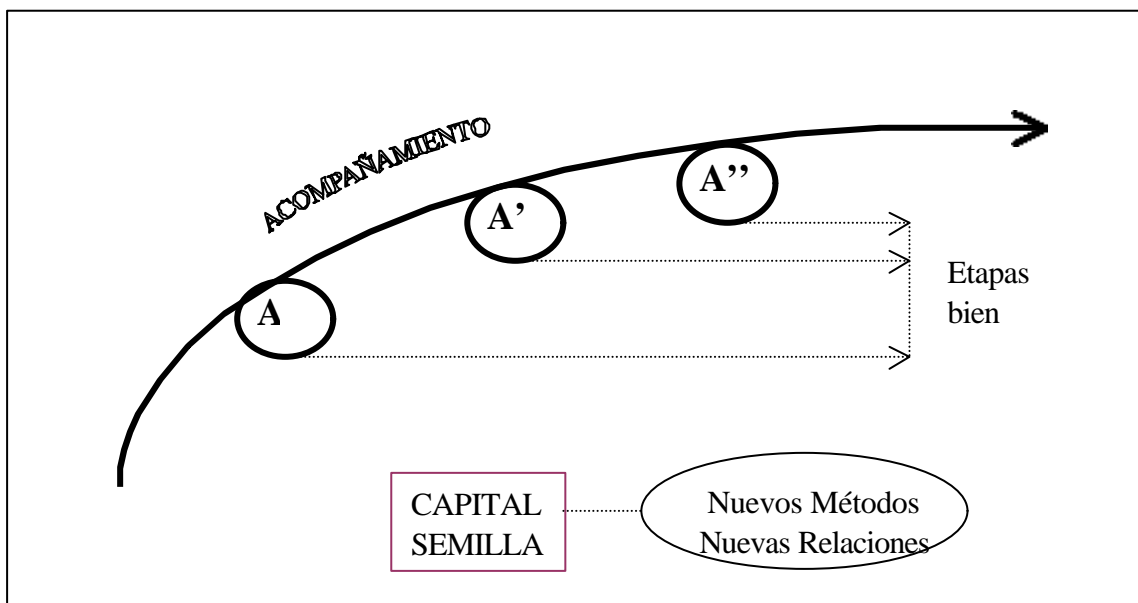 ACOMPAÑAMIENTO
A
A’
A’’
Etapas
bien
CAPITAL
SEMILLA
Nuevos Métodos
Nuevas Relaciones